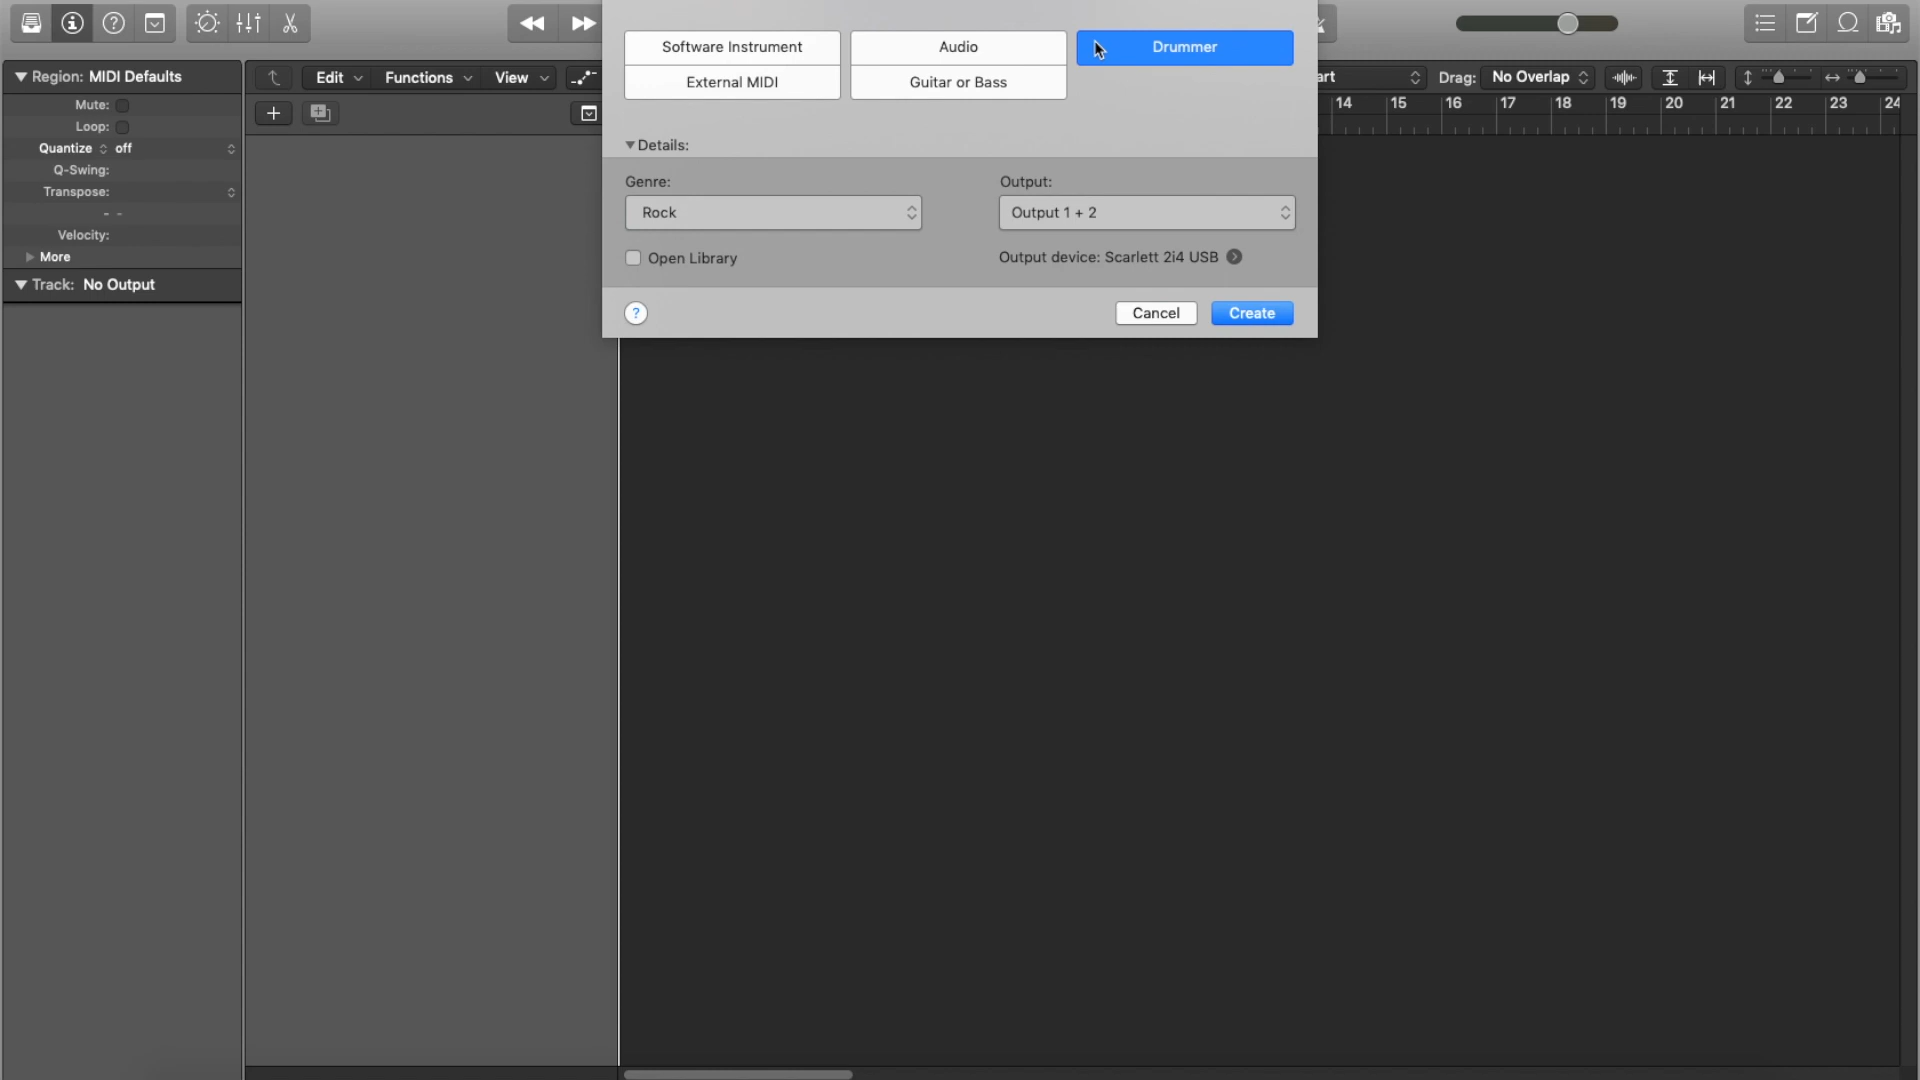 Software Instrument
Audio
Drummer
External MIDI
Guitar or Bass
Region: MIDI Defaults
Edit
Functions
View
art
Drag: No Overlap
Mute:
Loop:
Quantize off
Q-Swing:
Transpose:
- -
Velocity:
More
Track: No Output
14 15 16 17 18 19 20 21 22 23 24
Details:
Genre:
Output:
Rock
Output 1 + 2
Open Library
Output device: Scarlett 2i4 USB
?
Cancel
Create